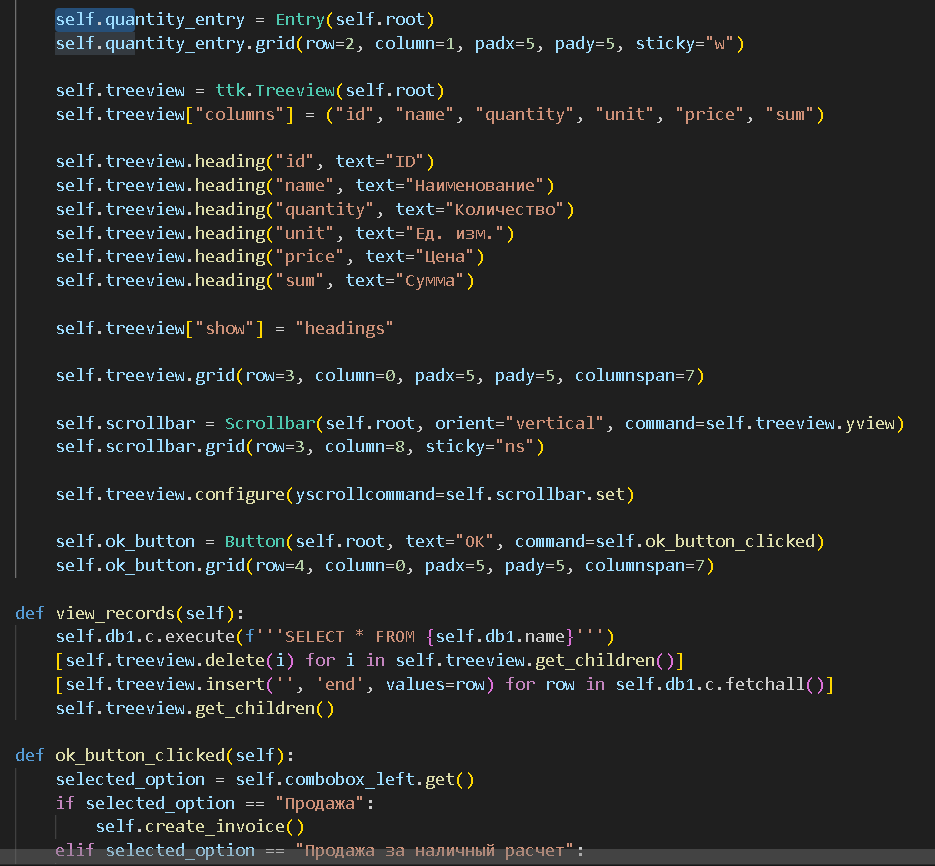 self.quantity_entry = Entry(self.root)
self.quantity_entry.grid(row=2, column=1, padx=5, pady=5, sticky="w")
self.treeview = ttk.Treeview(self.root)
self.treeview["columns"] = ("id", "name", "quantity", "unit", "price", "sum")
self.treeview.heading("id", text="ID")
self.treeview.heading("name", text="Наименование")
self.treeview.heading("quantity", text="Количество")
self.treeview.heading("unit", text="Ед. изм.")
self.treeview.heading("price", text="Цена")
self.treeview.heading("sum", text="Сумма")
self.treeview["show"] = "headings"
self.treeview.grid(row=3, column=0, padx=5, pady=5, columnspan=7)
self.scrollbar = Scrollbar(self.root, orient="vertical", command=self.treeview.yview)
self.scrollbar.grid(row=3, column=8, sticky="ns")
self.treeview.configure(yscrollcommand=self.scrollbar.set)
self.ok_button = Button(self.root, text="OK", command=self.ok_button_clicked)
self.ok_button.grid(row=4, column=0, padx=5, pady=5, columnspan=7)
def view_records(self):
self.db1.c.execute(f'''SELECT * FROM {self.db1.name}''')
[self.treeview.delete(i) for i in self.treeview.get_children()]
[self.treeview.insert('', 'end', values=row) for row in self.db1.c.fetchall()]
self.treeview.get_children()
def ok_button_clicked(self):
selected_option = self.combobox_left.get()
if selected_option == "Продажа":
self.create_invoice()
elif selected_option == "Продажа за наличный расчет":